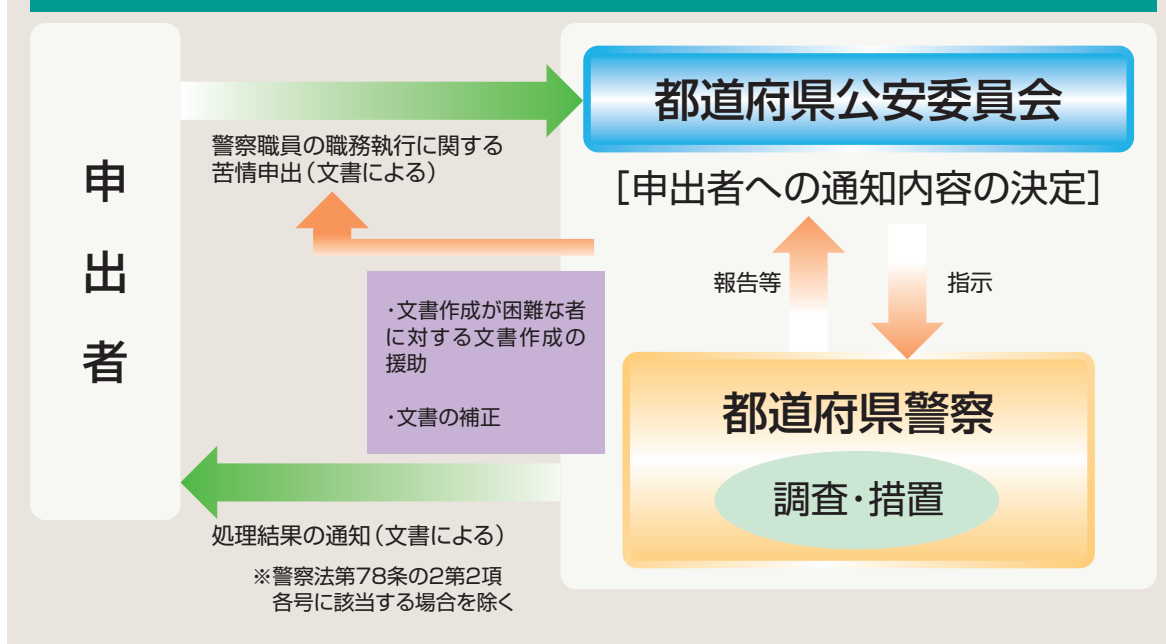 申出者
警察職員の職務執行に関する
苦情申出(文書による)
都道府県公安委員会
[申出者への通知内容の決定]
報告等
指示
・文書作成が困難な者
に対する文書作成の
援助
・文書の補正
都道府県警察
調査・措置
処理結果の通知(文書による)
※警察法第78条の2第2項
各号に該当する場合を除く